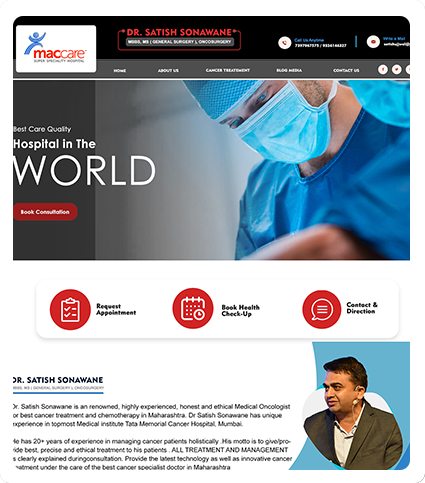 maccare
SUPER SPECIALITY HOSPITAL
DR. SATISH SONAWANE
MBBS, MS ( GENERAL SURGERY ), ONCOSURGERY
Call Us Anytime
7397967075 / 9326146827
Write a Mail
HOME ABOUT US CANCER TREATEMENT BLOG MEDIA CONTACT US
Best Care Quality
Hospital in The
WORLD
Book Consultation
Request
Appointment
Book Health
Check-Up
Contact &
Direction
DR. SATISH SONAWANE
MBBS, MS ( GENERAL SURGERY ), ONCOSURGERY
Dr. Satish Sonawane is an renowned, highly experienced, honest and ethical Medical Oncologist
or best cancer treatment and chemotherapy in Maharashtra. Dr Satish Sonawane has unique
experience in topmost Medical institute Tata Memorial Cancer Hospital, Mumbai.
He has 20+ years of experience in managing cancer patients holistically .His motto is to give/pro-
vide best, precise and ethical treatment to his patients . ALL TREATMENT AND MANAGEMENT
is clearly explained duringconsultation. Provide the latest technology as well as innovative cancer
treatment under the care of the best cancer specialist doctor in Maharashtra